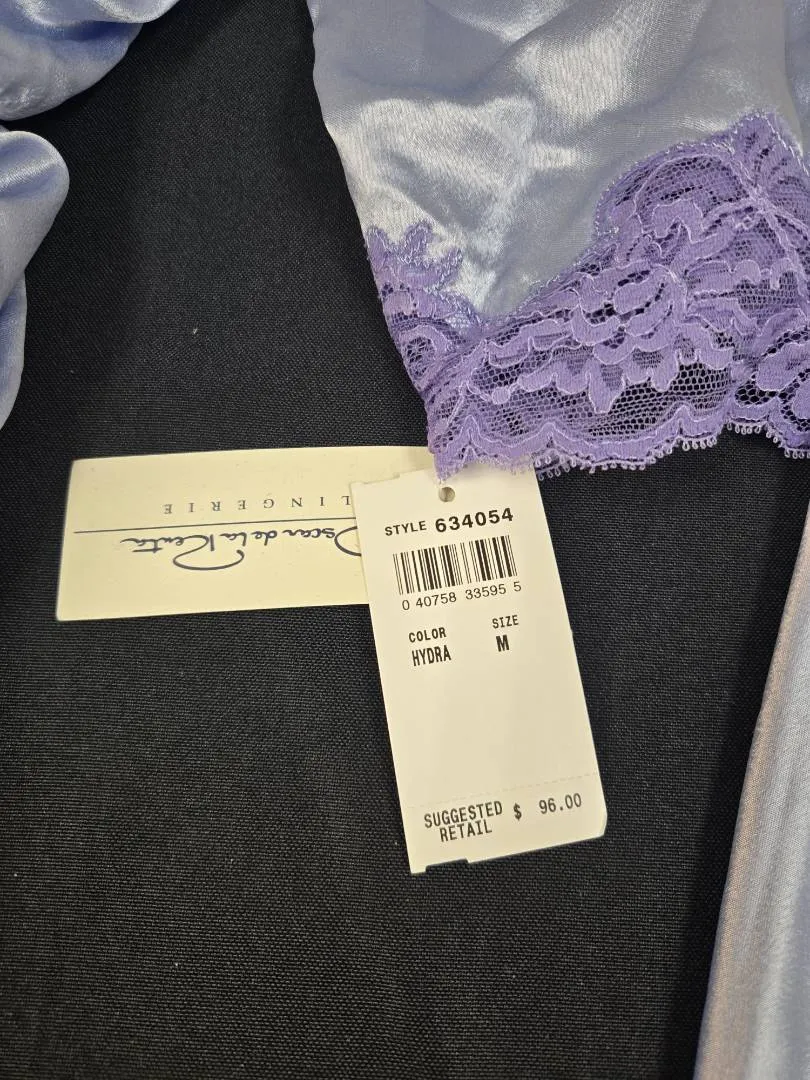 LINGERIE
Oscar de la Renta
STYLE 634054
0 40758 33595 5
COLOR SIZE
HYDRA M
SUGGESTED $ 96.00
RETAIL